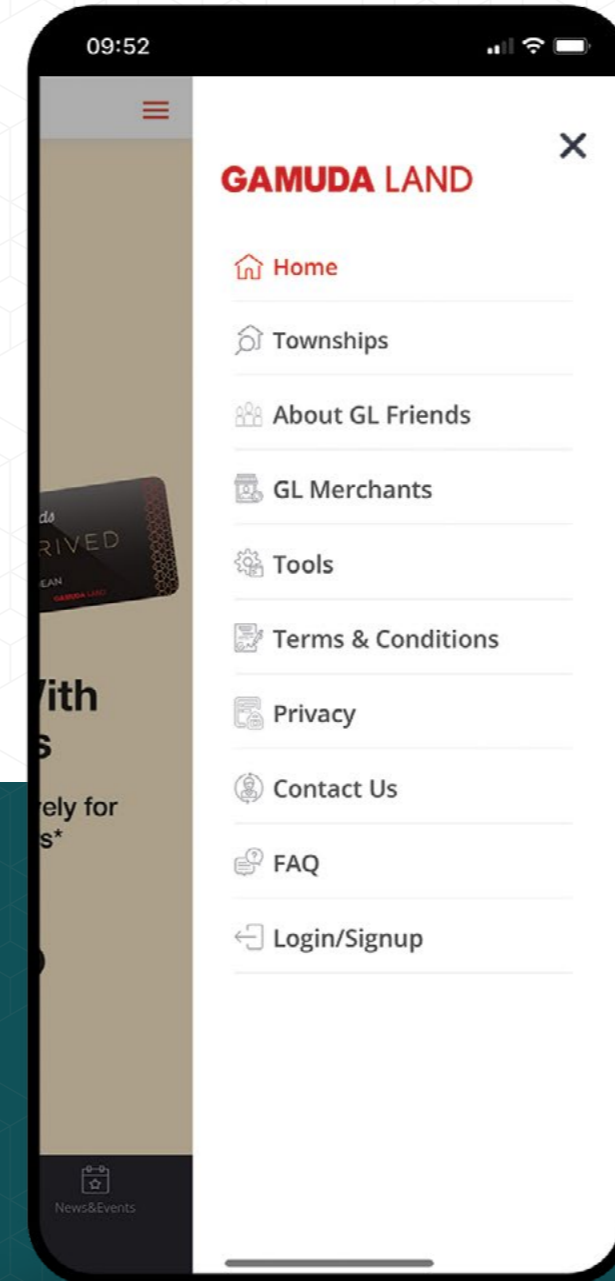 09:52
GAMUDA LAND
Home
Townships
About GL Friends
GL Merchants
Tools
Terms & Conditions
Privacy
Contact Us
FAQ
Login/Signup
RIVED
EAN
GAMUDA LAND
ith
s
ely for
s*
News&Events